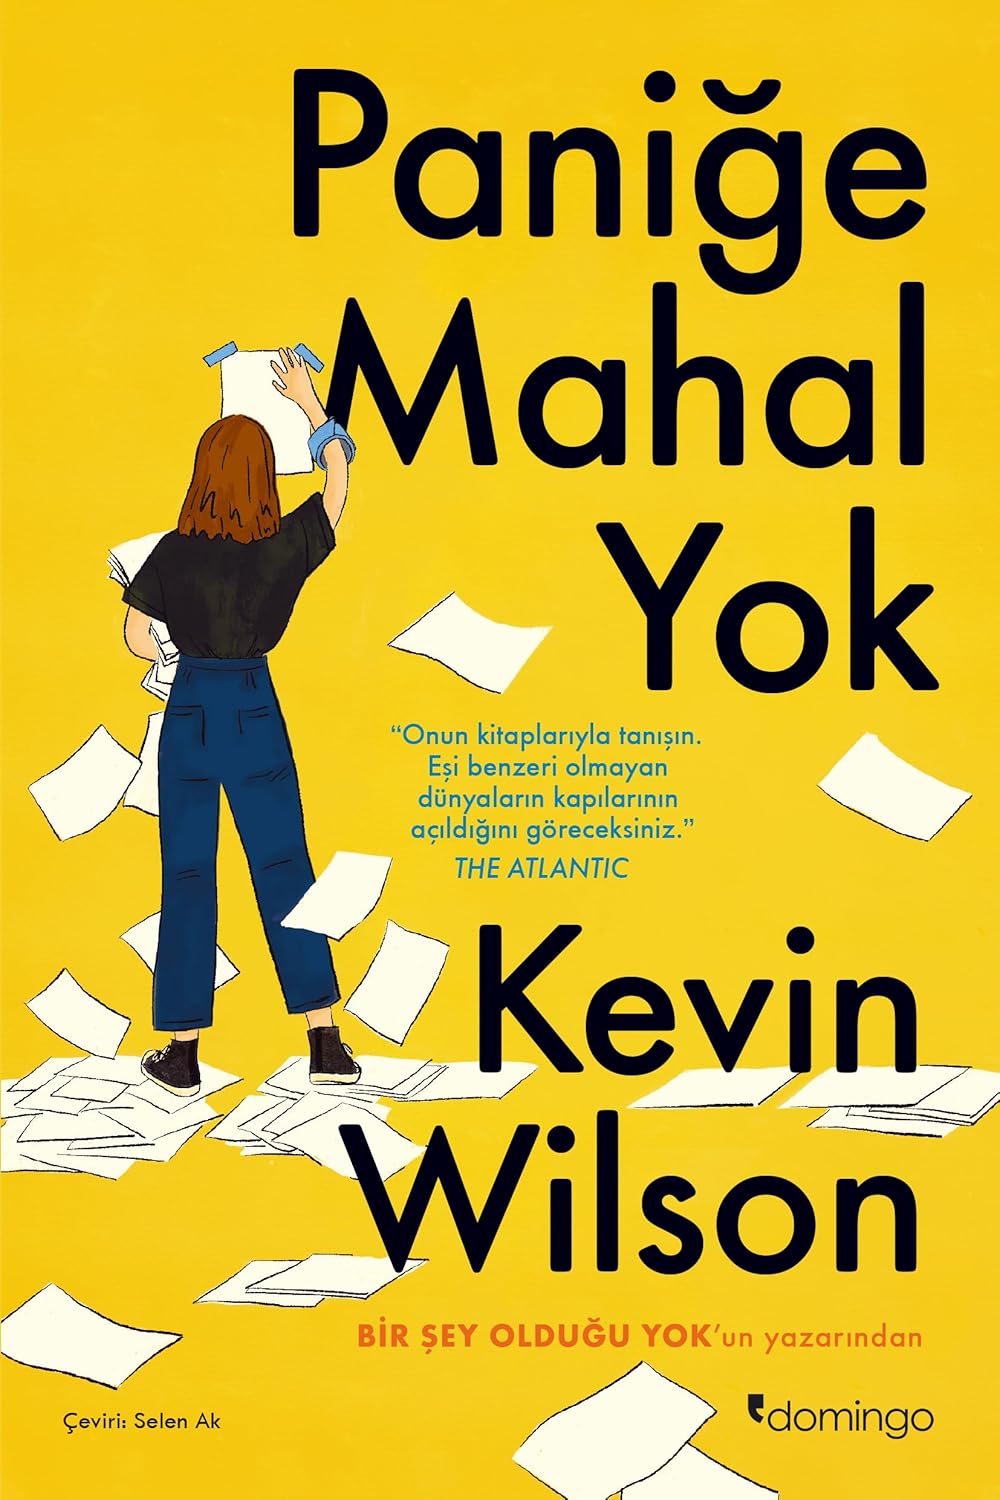 Paniğe
Mahal
Yok
“Onun kitaplarıyla tanışın.
Eşi benzeri olmayan
dünyaların kapılarının
açıldığını göreceksiniz.”
THE ATLANTIC
Kevin
Wilson
BİR ŞEY OLDUĞU YOK’un yazarından
Çeviri: Selen Ak
domingo